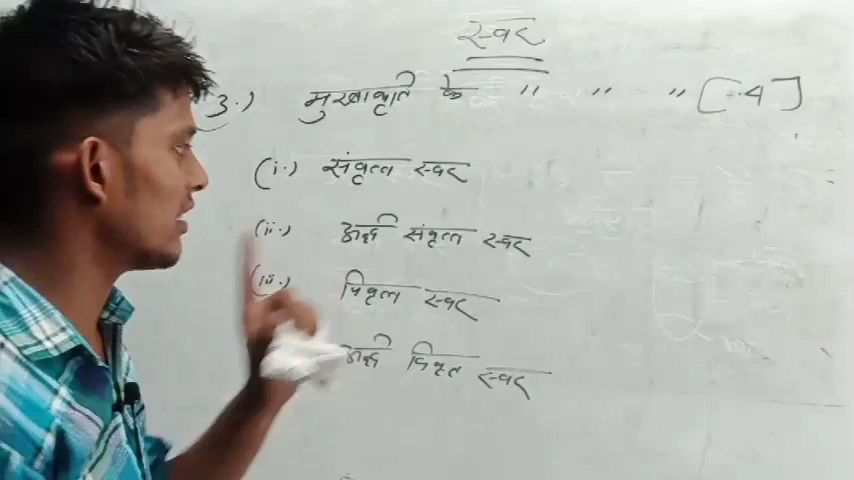 स्वर
3.) मुखाकृति के " " " [ - 4 ]
(i.) संवृत्त स्वर
(ii.) अर्द्ध संवृत्त स्वर
(iii.) विवृत्त स्वर
अर्द्ध विवृत स्वर